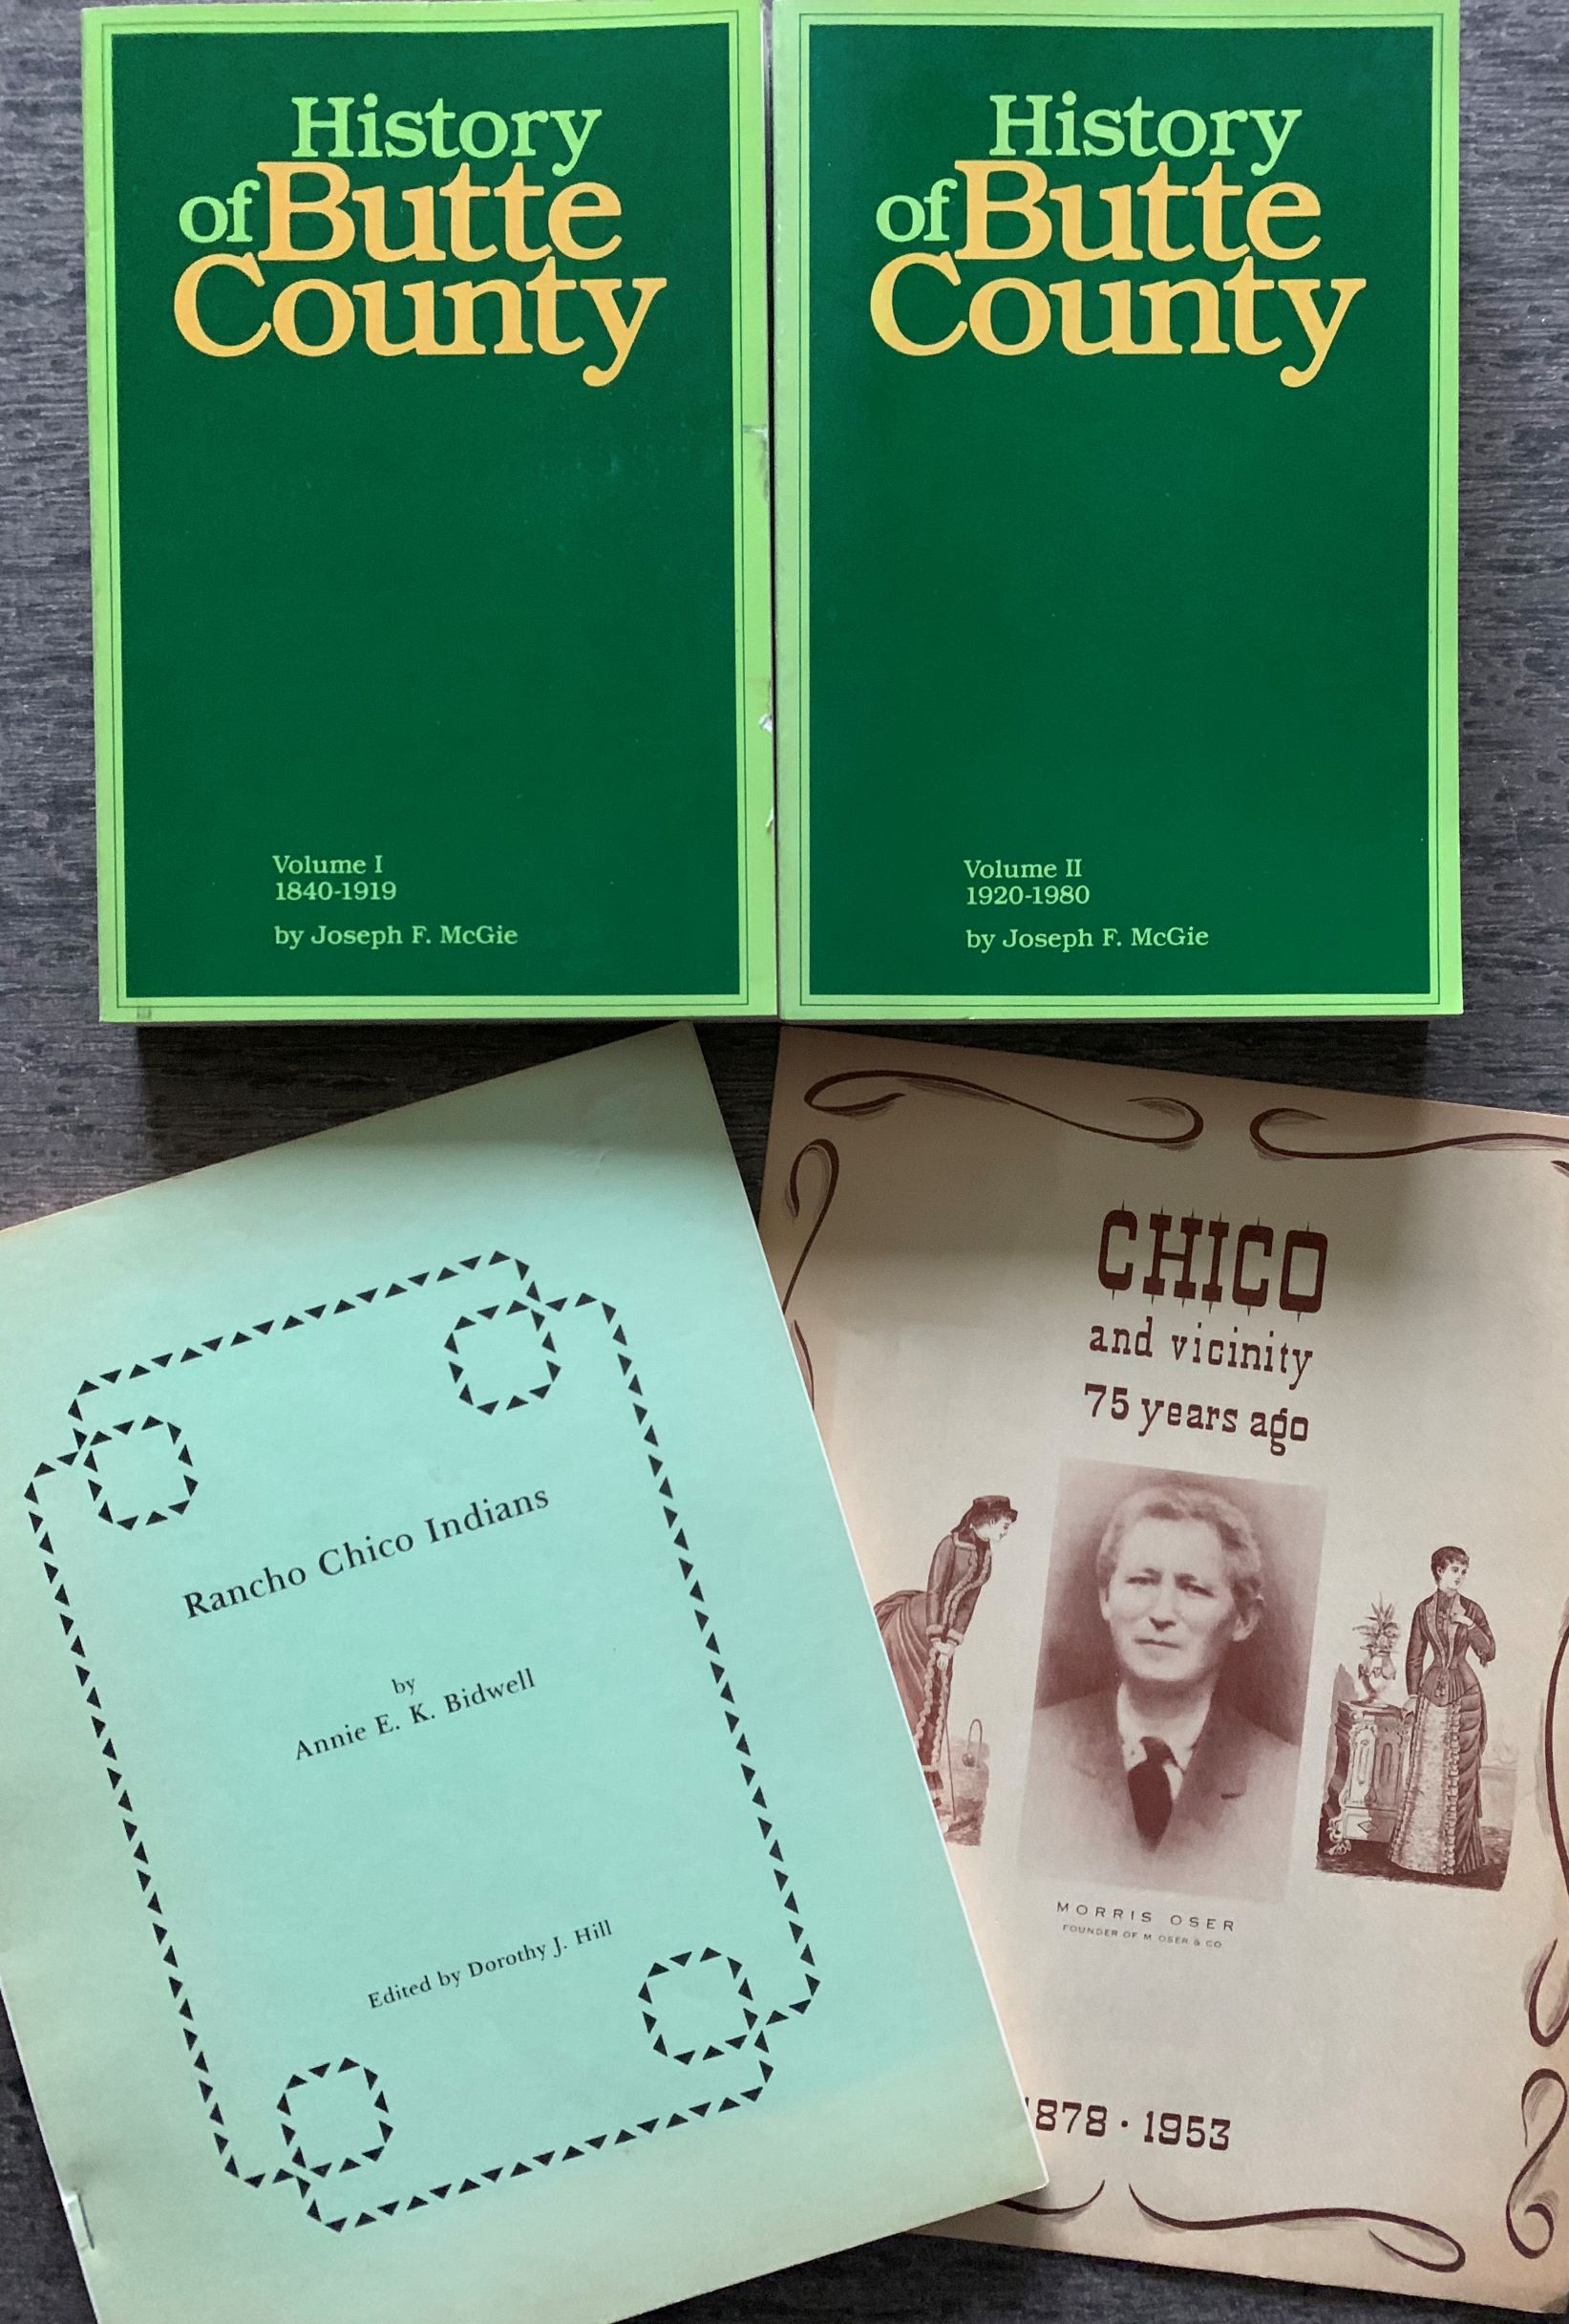 History
of Butte
County
Volume I
1840-1919
by Joseph F. McGie
History
of Butte
County
Volume II
1920-1980
by Joseph F. McGie
Rancho Chico Indians
by
Annie E. K. Bidwell
Edited by Dorothy J. Hill
CHICO
and vicinity
75 years ago
MORRIS OSER
FOUNDER OF M. OSER & CO.
1878 · 1953